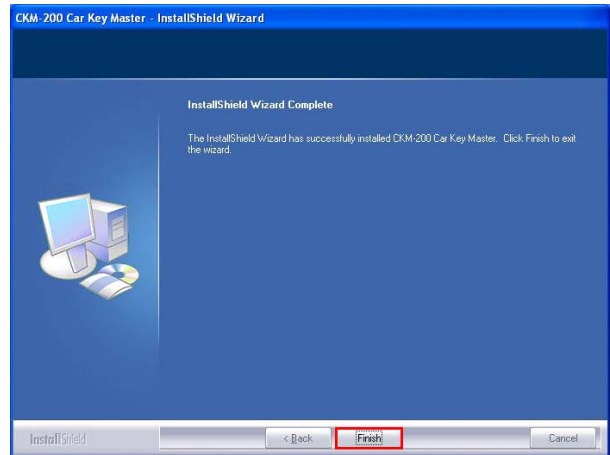 CKM-200 Car Key Master - InstallShield Wizard
InstallShield Wizard Complete
The InstallShield Wizard has successfully installed CKM-200 Car Key Master. Click Finish to exit
the wizard.
InstallShield
< Back
Finish
Cancel